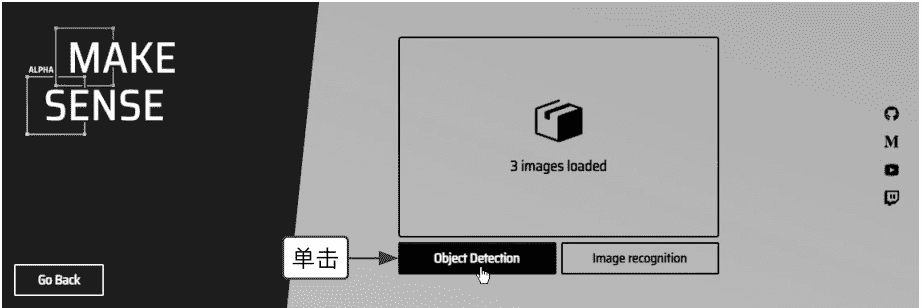 ALPHA
MAKE
SENSE
3 images loaded
M
单击
Object Detection
Image recognition
Go Back